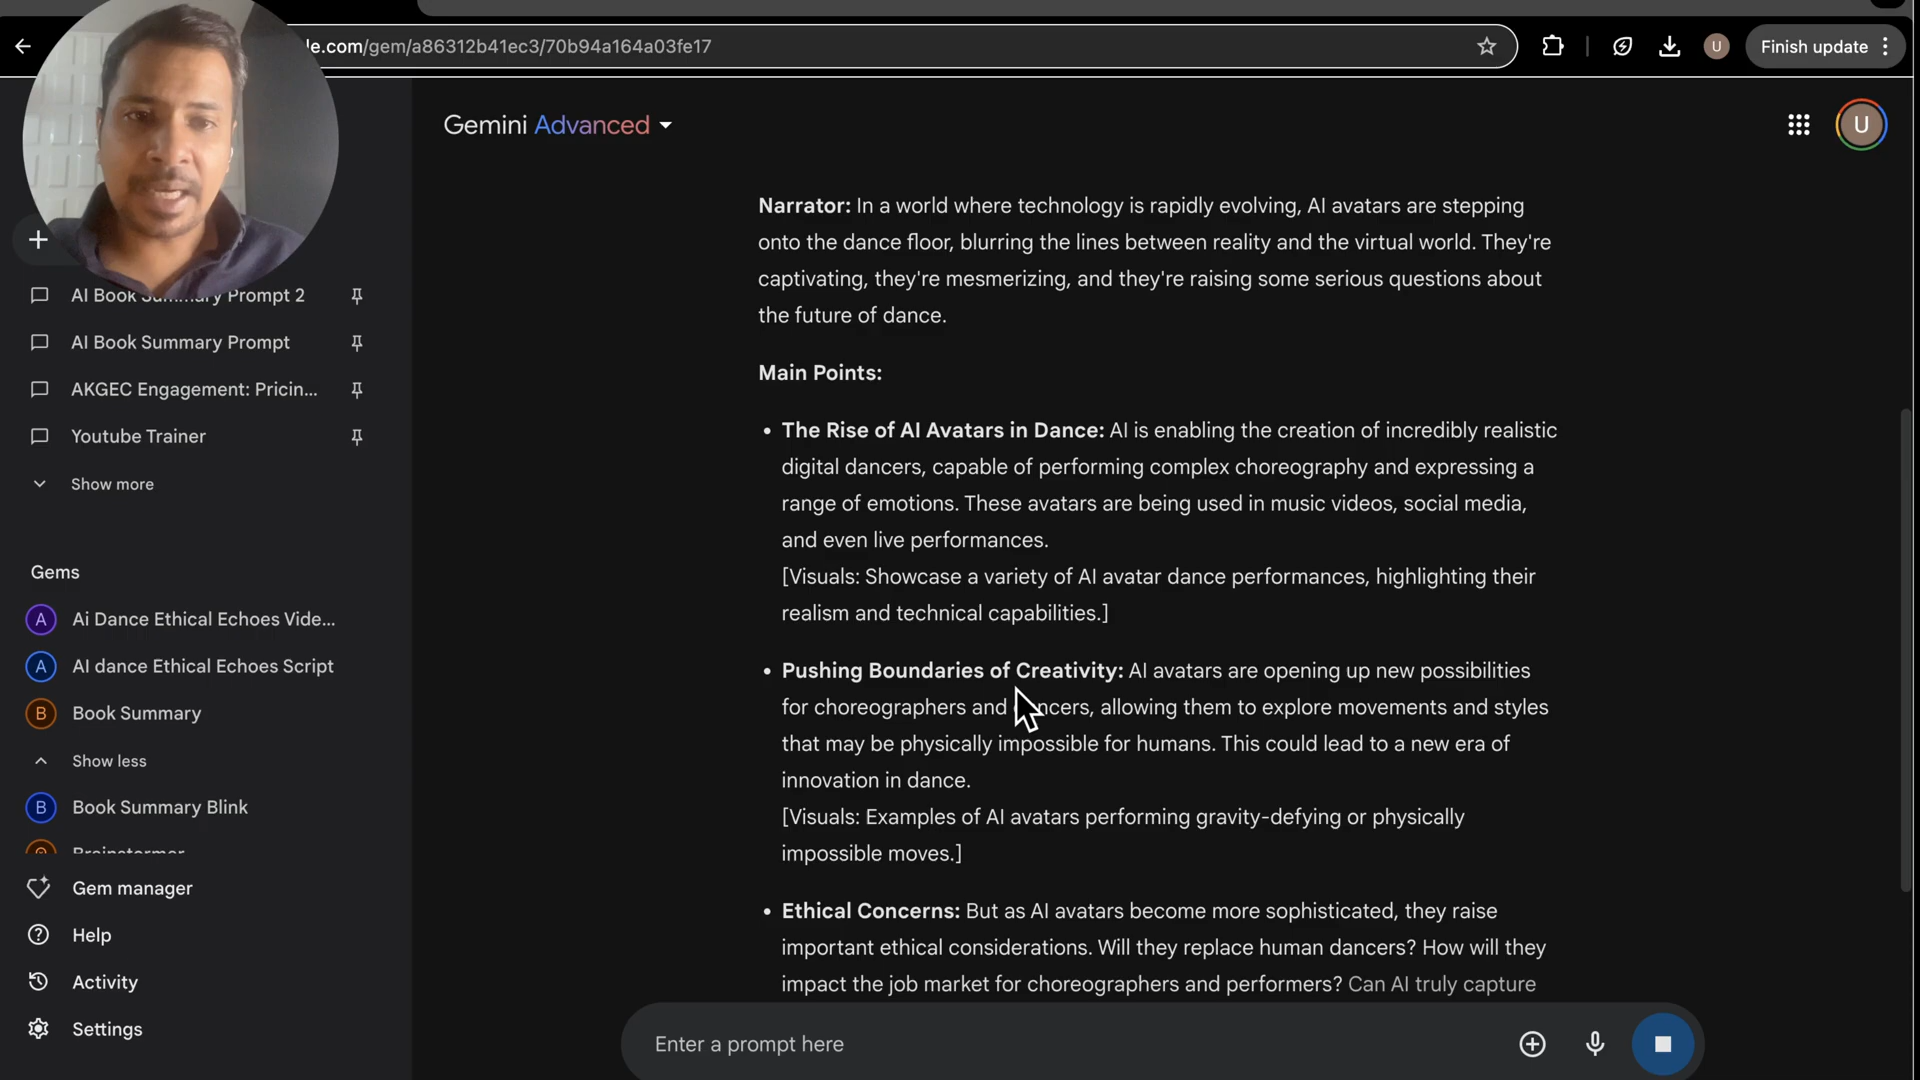 le.com/gem/a86312b41ec3/70b94a164a03fe17
U
Finish update
Gemini Advanced
U
AI Book Summary Prompt 2
AI Book Summary Prompt
AKGEC Engagement: Pricin...
Youtube Trainer
Show more
Gems
A Ai Dance Ethical Echoes Vide...
A AI dance Ethical Echoes Script
B Book Summary
Show less
B Book Summary Blink
Brainstormer
Gem manager
Help
Activity
Settings
Narrator: In a world where technology is rapidly evolving, AI avatars are stepping
onto the dance floor, blurring the lines between reality and the virtual world. They're
captivating, they're mesmerizing, and they're raising some serious questions about
the future of dance.
Main Points:
• The Rise of AI Avatars in Dance: AI is enabling the creation of incredibly realistic
digital dancers, capable of performing complex choreography and expressing a
range of emotions. These avatars are being used in music videos, social media,
and even live performances.
[Visuals: Showcase a variety of AI avatar dance performances, highlighting their
realism and technical capabilities.]
• Pushing Boundaries of Creativity: AI avatars are opening up new possibilities
for choreographers and dancers, allowing them to explore movements and styles
that may be physically impossible for humans. This could lead to a new era of
innovation in dance.
[Visuals: Examples of AI avatars performing gravity-defying or physically
impossible moves.]
• Ethical Concerns: But as AI avatars become more sophisticated, they raise
important ethical considerations. Will they replace human dancers? How will they
impact the job market for choreographers and performers? Can AI truly capture
Enter a prompt here